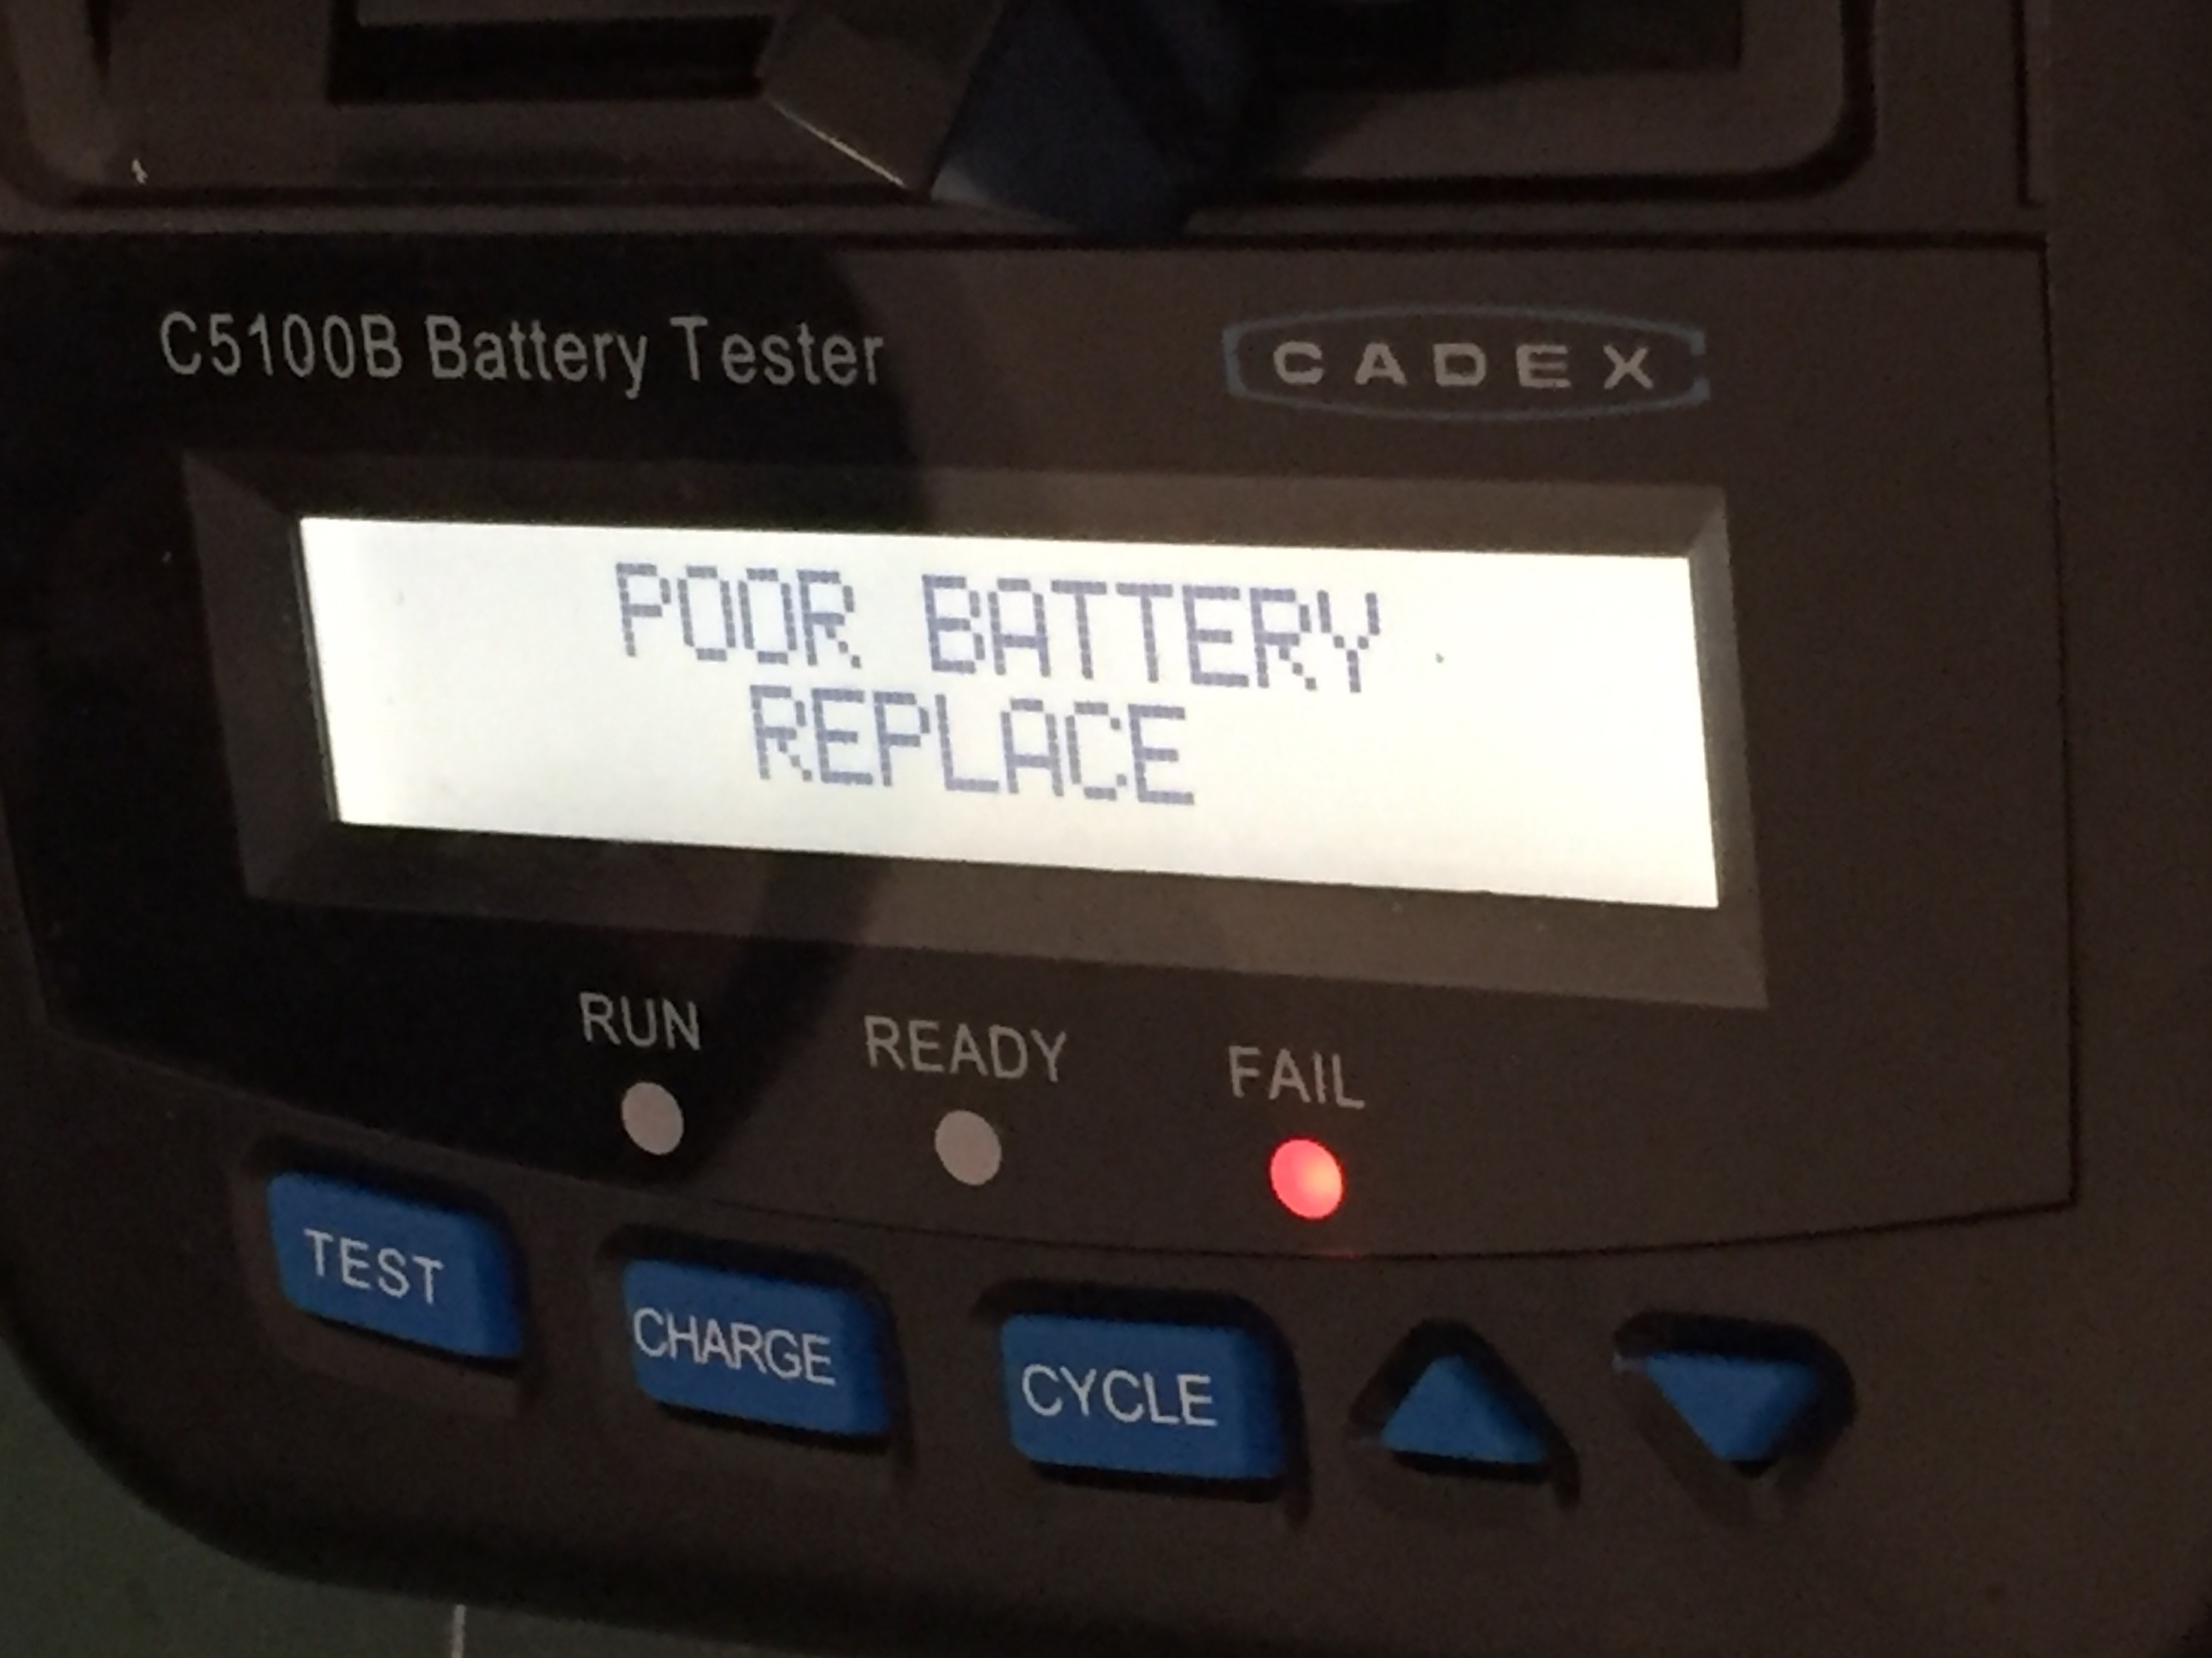 C5100B Battery Tester
CADEX
POOR BATTERY
REPLACE
RUN
READY
FAIL
TEST
CHARGE
CYCLE